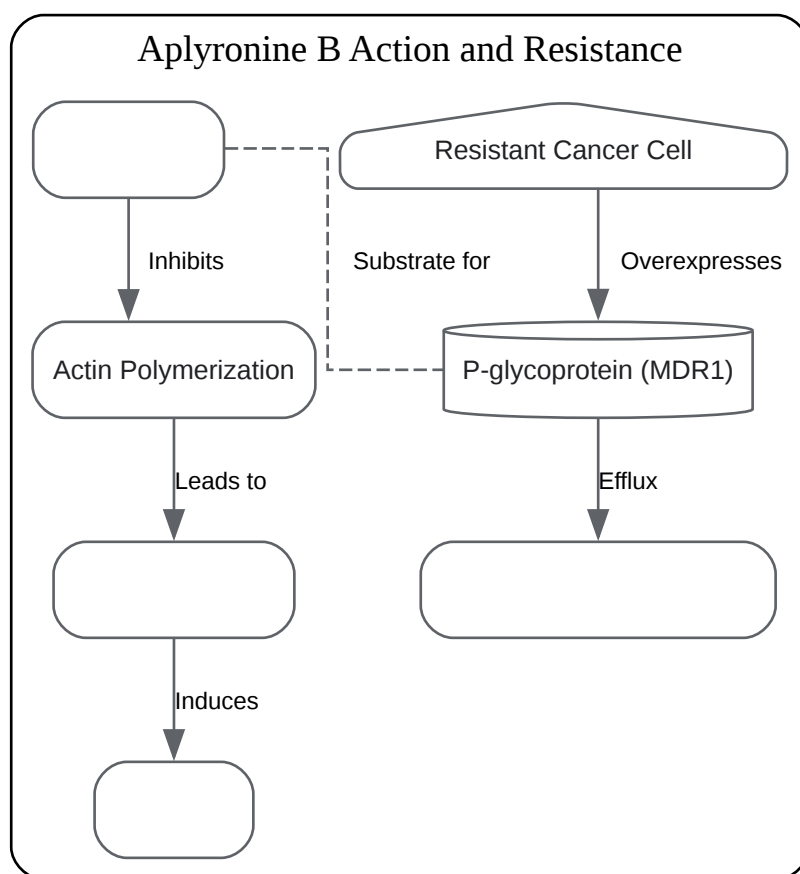 Aplyronine B Action and Resistance
Resistant Cancer Cell
Inhibits
Substrate for
Overexpresses
Actin Polymerization
P-glycoprotein (MDR1)
Leads to
Efflux
Induces